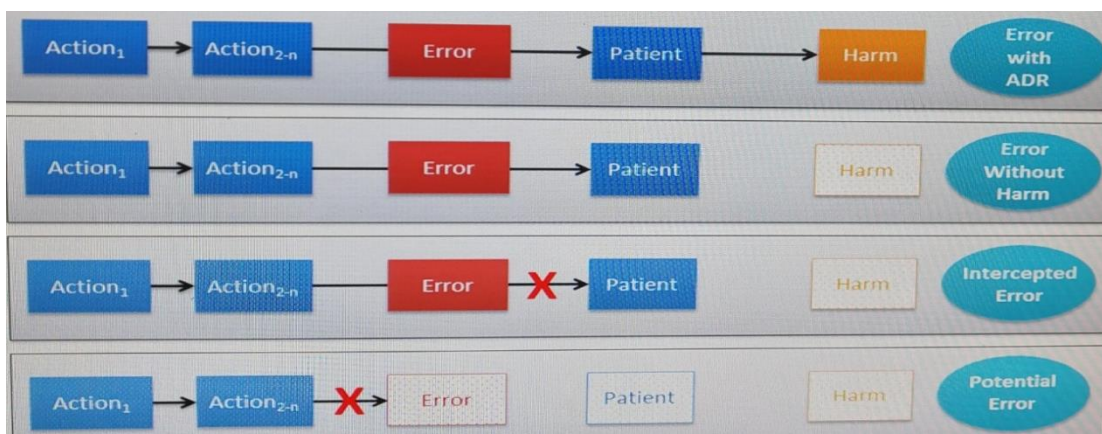 Action₁ Action₂₋ₙ Error Patient Harm Error with ADR
Action₁ Action₂₋ₙ Error Patient Harm Error Without Harm
Action₁ Action₂₋ₙ Error X Patient Harm Intercepted Error
Action₁ Action₂₋ₙ X Error Patient Harm Potential Error